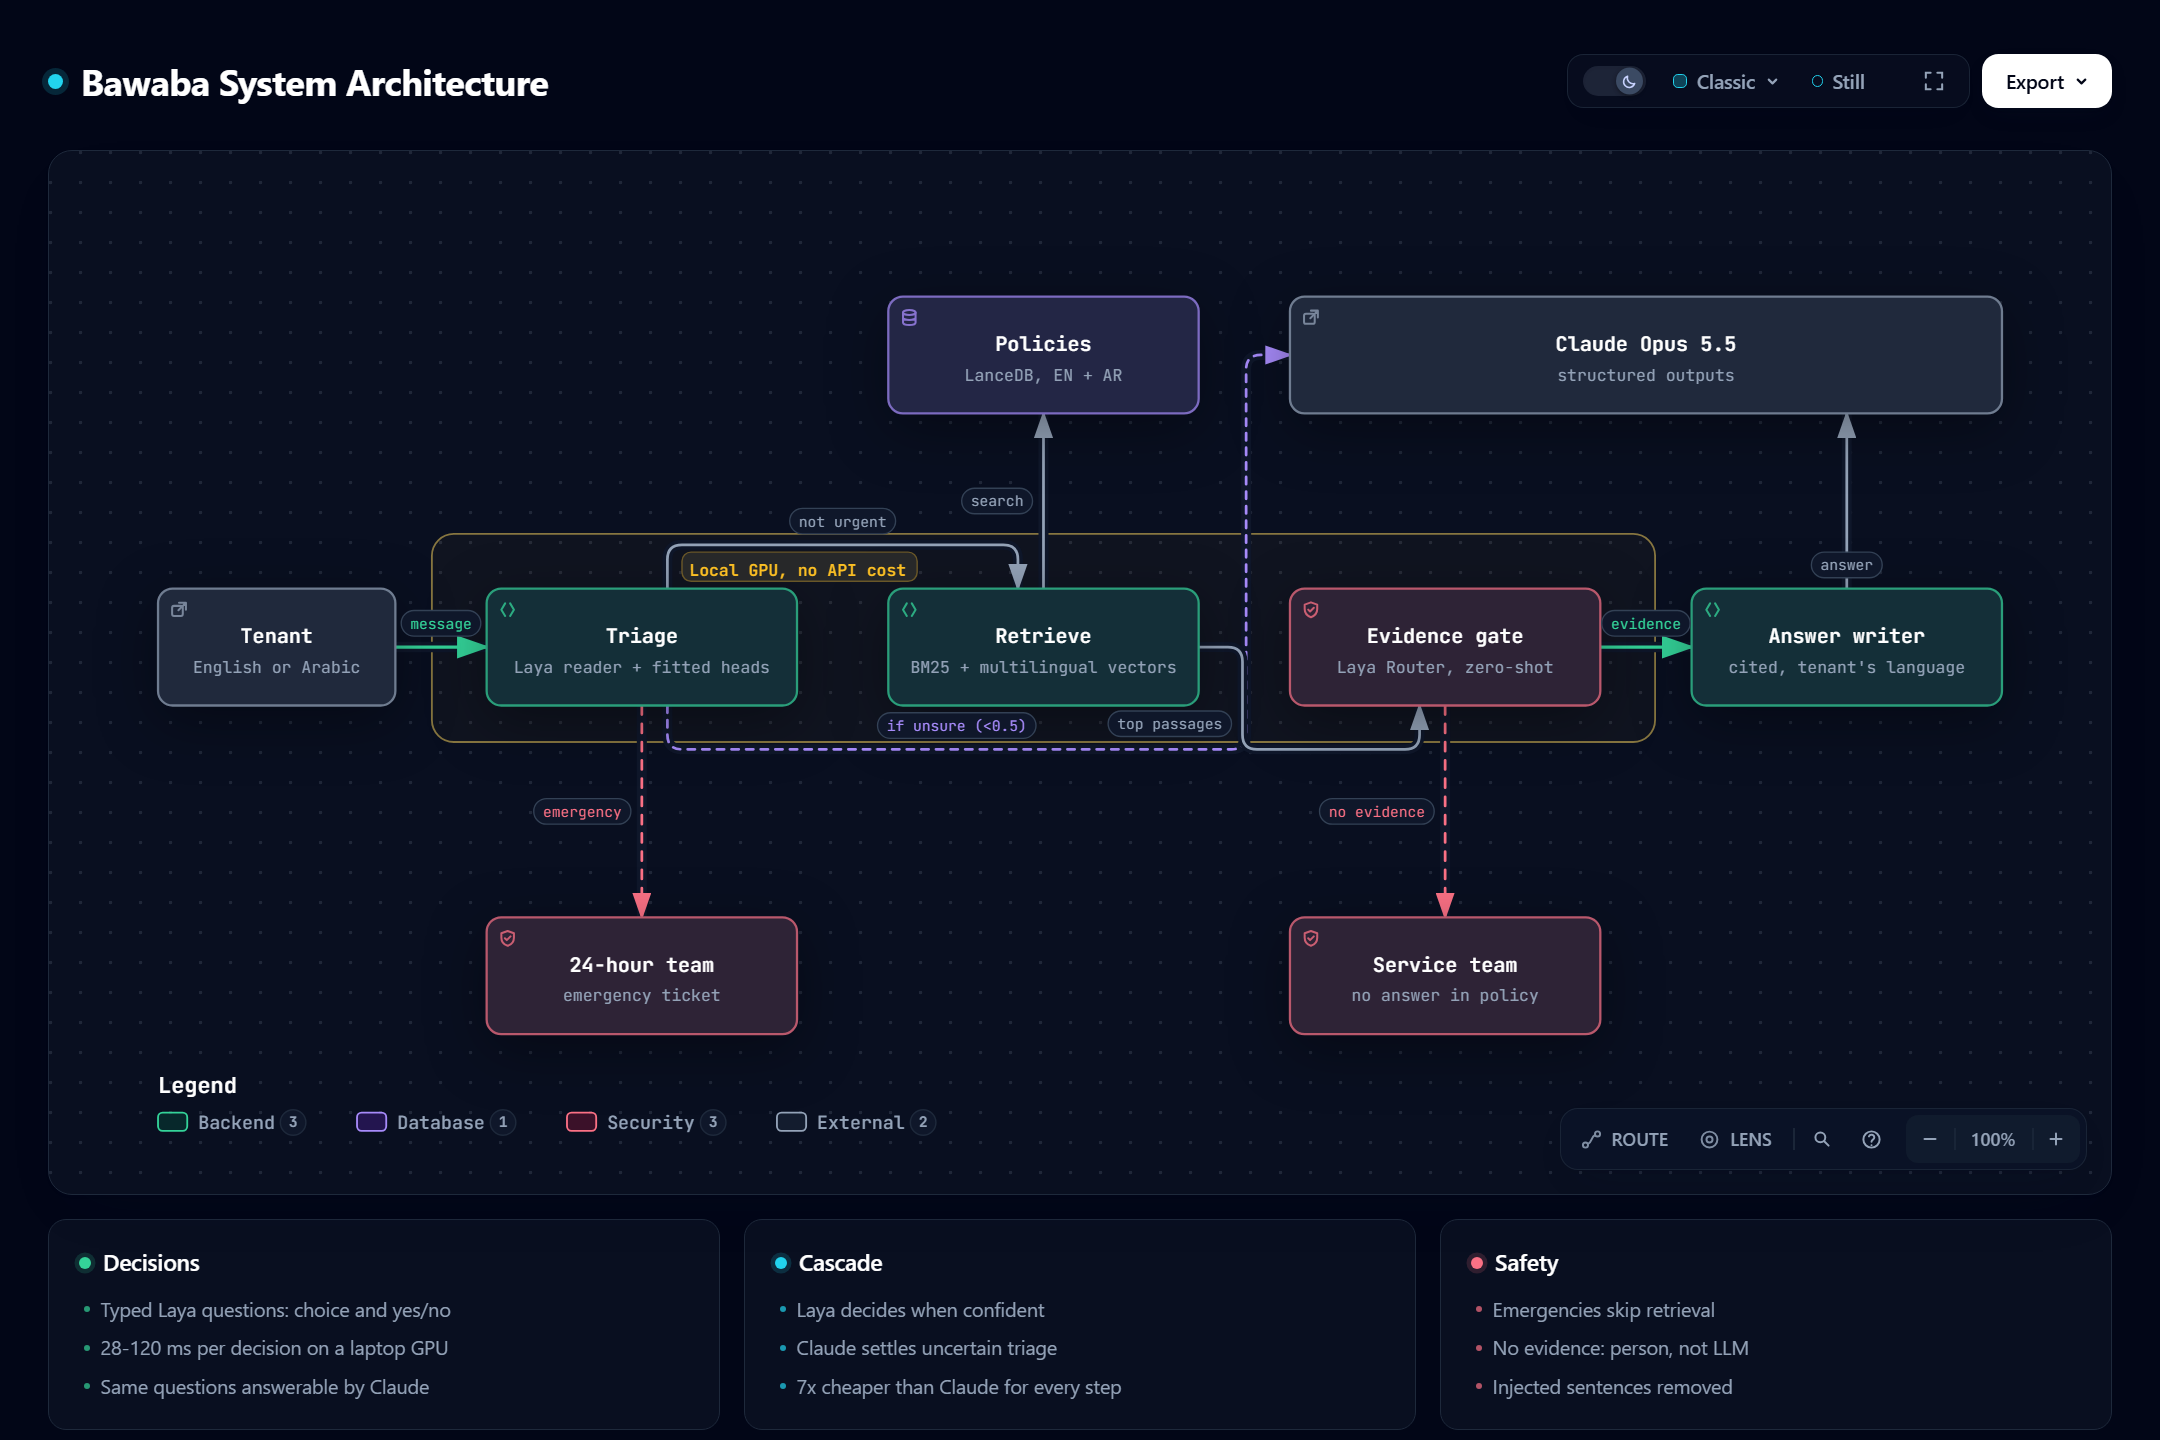 Bawaba System Architecture
Classic
Still
Export
Policies
LanceDB, EN + AR
Claude Opus 5.5
structured outputs
search
not urgent
Local GPU, no API cost
answer
Tenant
English or Arabic
message
Triage
Laya reader + fitted heads
Retrieve
BM25 + multilingual vectors
Evidence gate
Laya Router, zero-shot
evidence
Answer writer
cited, tenant's language
if unsure (<0.5)
top passages
emergency
no evidence
24-hour team
emergency ticket
Service team
no answer in policy
Legend
Backend 3
Database 1
Security 3
External 2
ROUTE
LENS
100%
Decisions
Typed Laya questions: choice and yes/no
28-120 ms per decision on a laptop GPU
Same questions answerable by Claude
Cascade
Laya decides when confident
Claude settles uncertain triage
7x cheaper than Claude for every step
Safety
Emergencies skip retrieval
No evidence: person, not LLM
Injected sentences removed